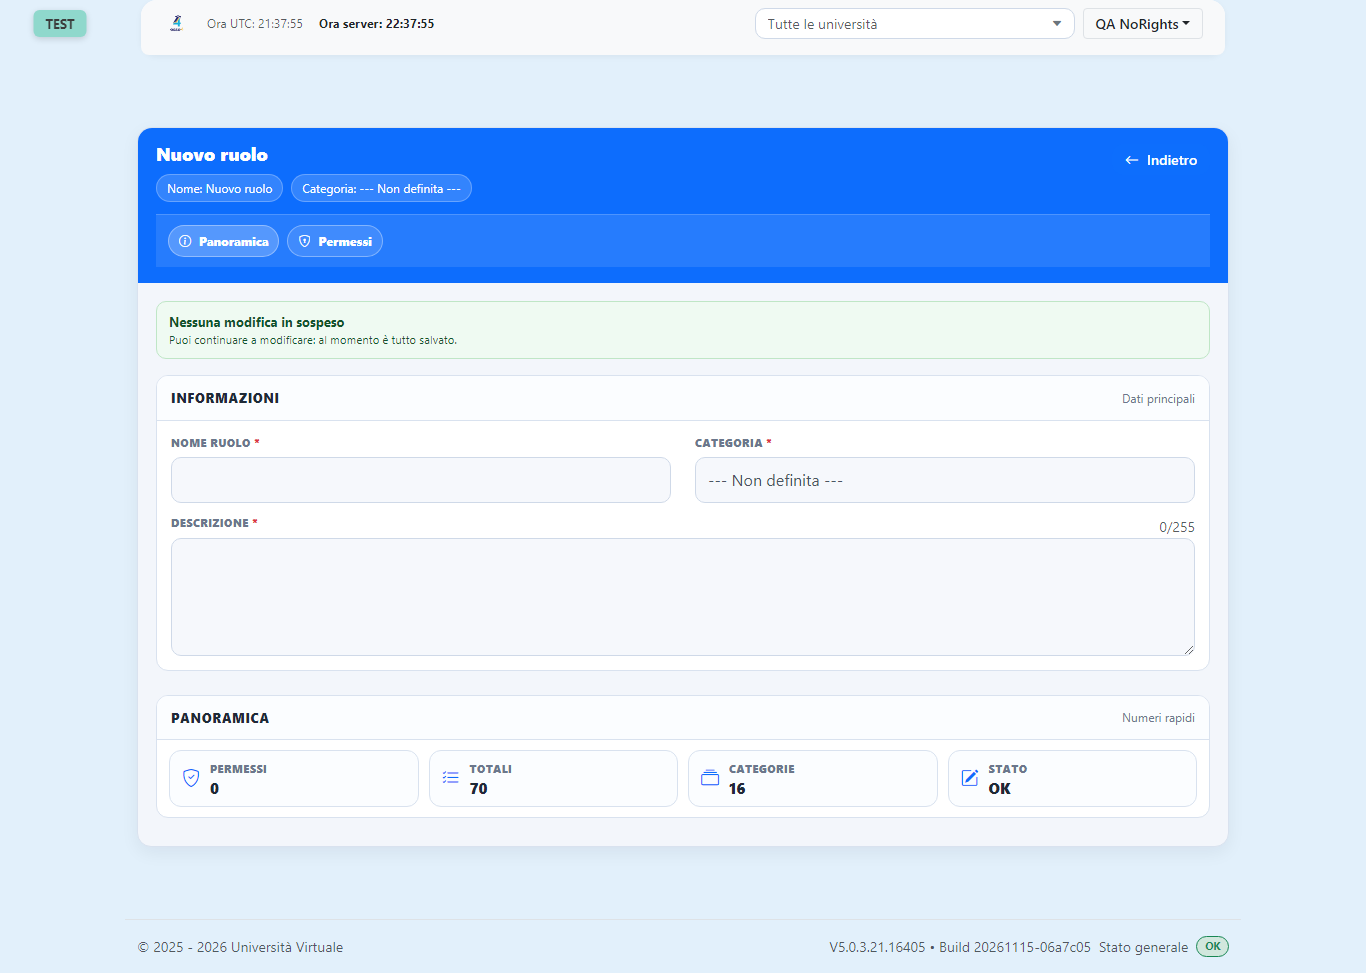 TEST
Ora UTC: 21:37:55 Ora server: 22:37:55 Tutte le università QA NoRights
Nuovo ruolo
Indietro
Nome: Nuovo ruolo Categoria: --- Non definita ---
Panoramica Permessi
Nessuna modifica in sospeso
Puoi continuare a modificare: al momento è tutto salvato.
INFORMAZIONI Dati principali
NOME RUOLO * CATEGORIA *
--- Non definita ---
DESCRIZIONE * 0/255
PANORAMICA Numeri rapidi
PERMESSI TOTALI CATEGORIE STATO
0 70 16 OK
© 2025 - 2026 Università Virtuale V5.0.3.21.16405 • Build 20261115-06a7c05 Stato generale OK